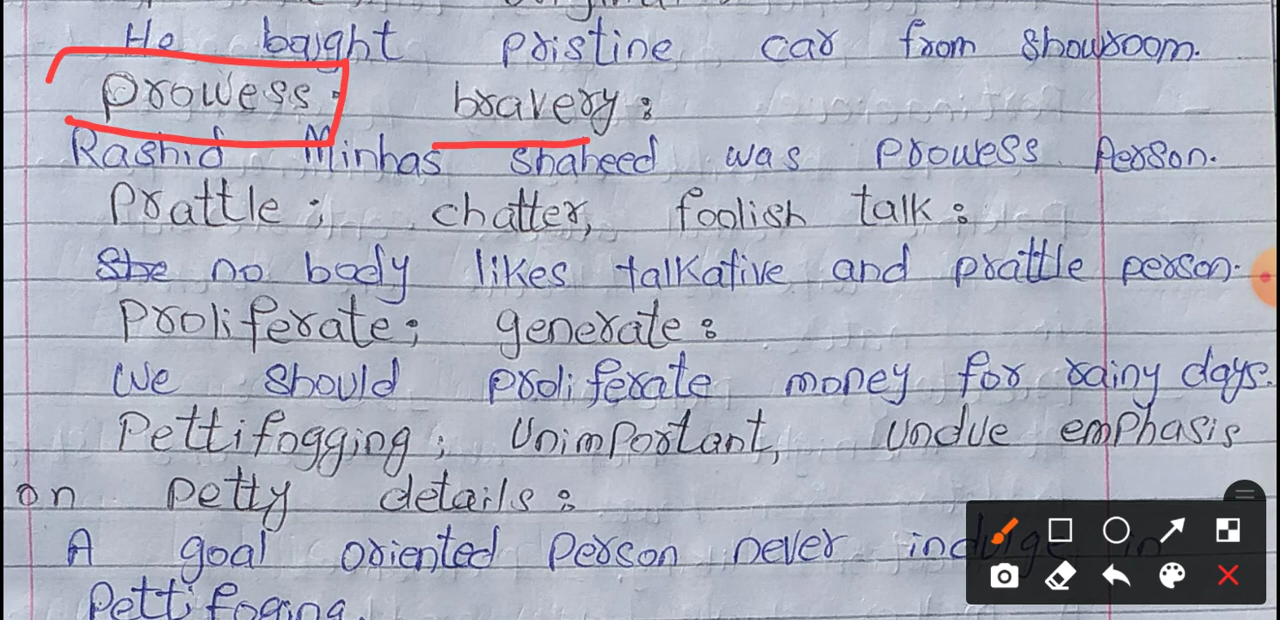 He baught pristine car from showroom.
Prowess: bravery:
Rashid Minhas shaheed was prowess Person.
Prattle; chatter, foolish talk:
She no body likes talkative and prattle person.
Proliferate; generate:
We should proliferate money for rainy days.
Pettifogging; Unimportant, undue emphasis
on petty details:
A goal oriented Person never indulge in
Pettifoging.